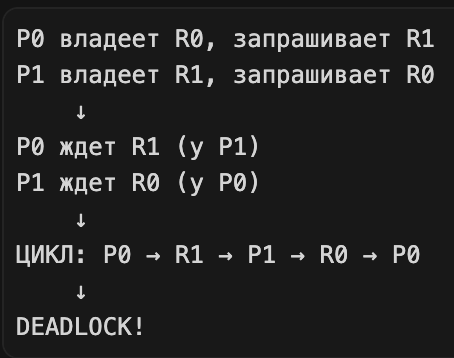 P0 владеет R0, запрашивает R1
P1 владеет R1, запрашивает R0
↓
P0 ждет R1 (у P1)
P1 ждет R0 (у P0)
↓
ЦИКЛ: P0 → R1 → P1 → R0 → P0
↓
DEADLOCK!